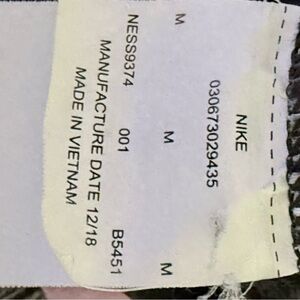 NIKE
030673029435
M M M
NESS9374 001 B5451
MANUFACTURE DATE 12/18
MADE IN VIETNAM